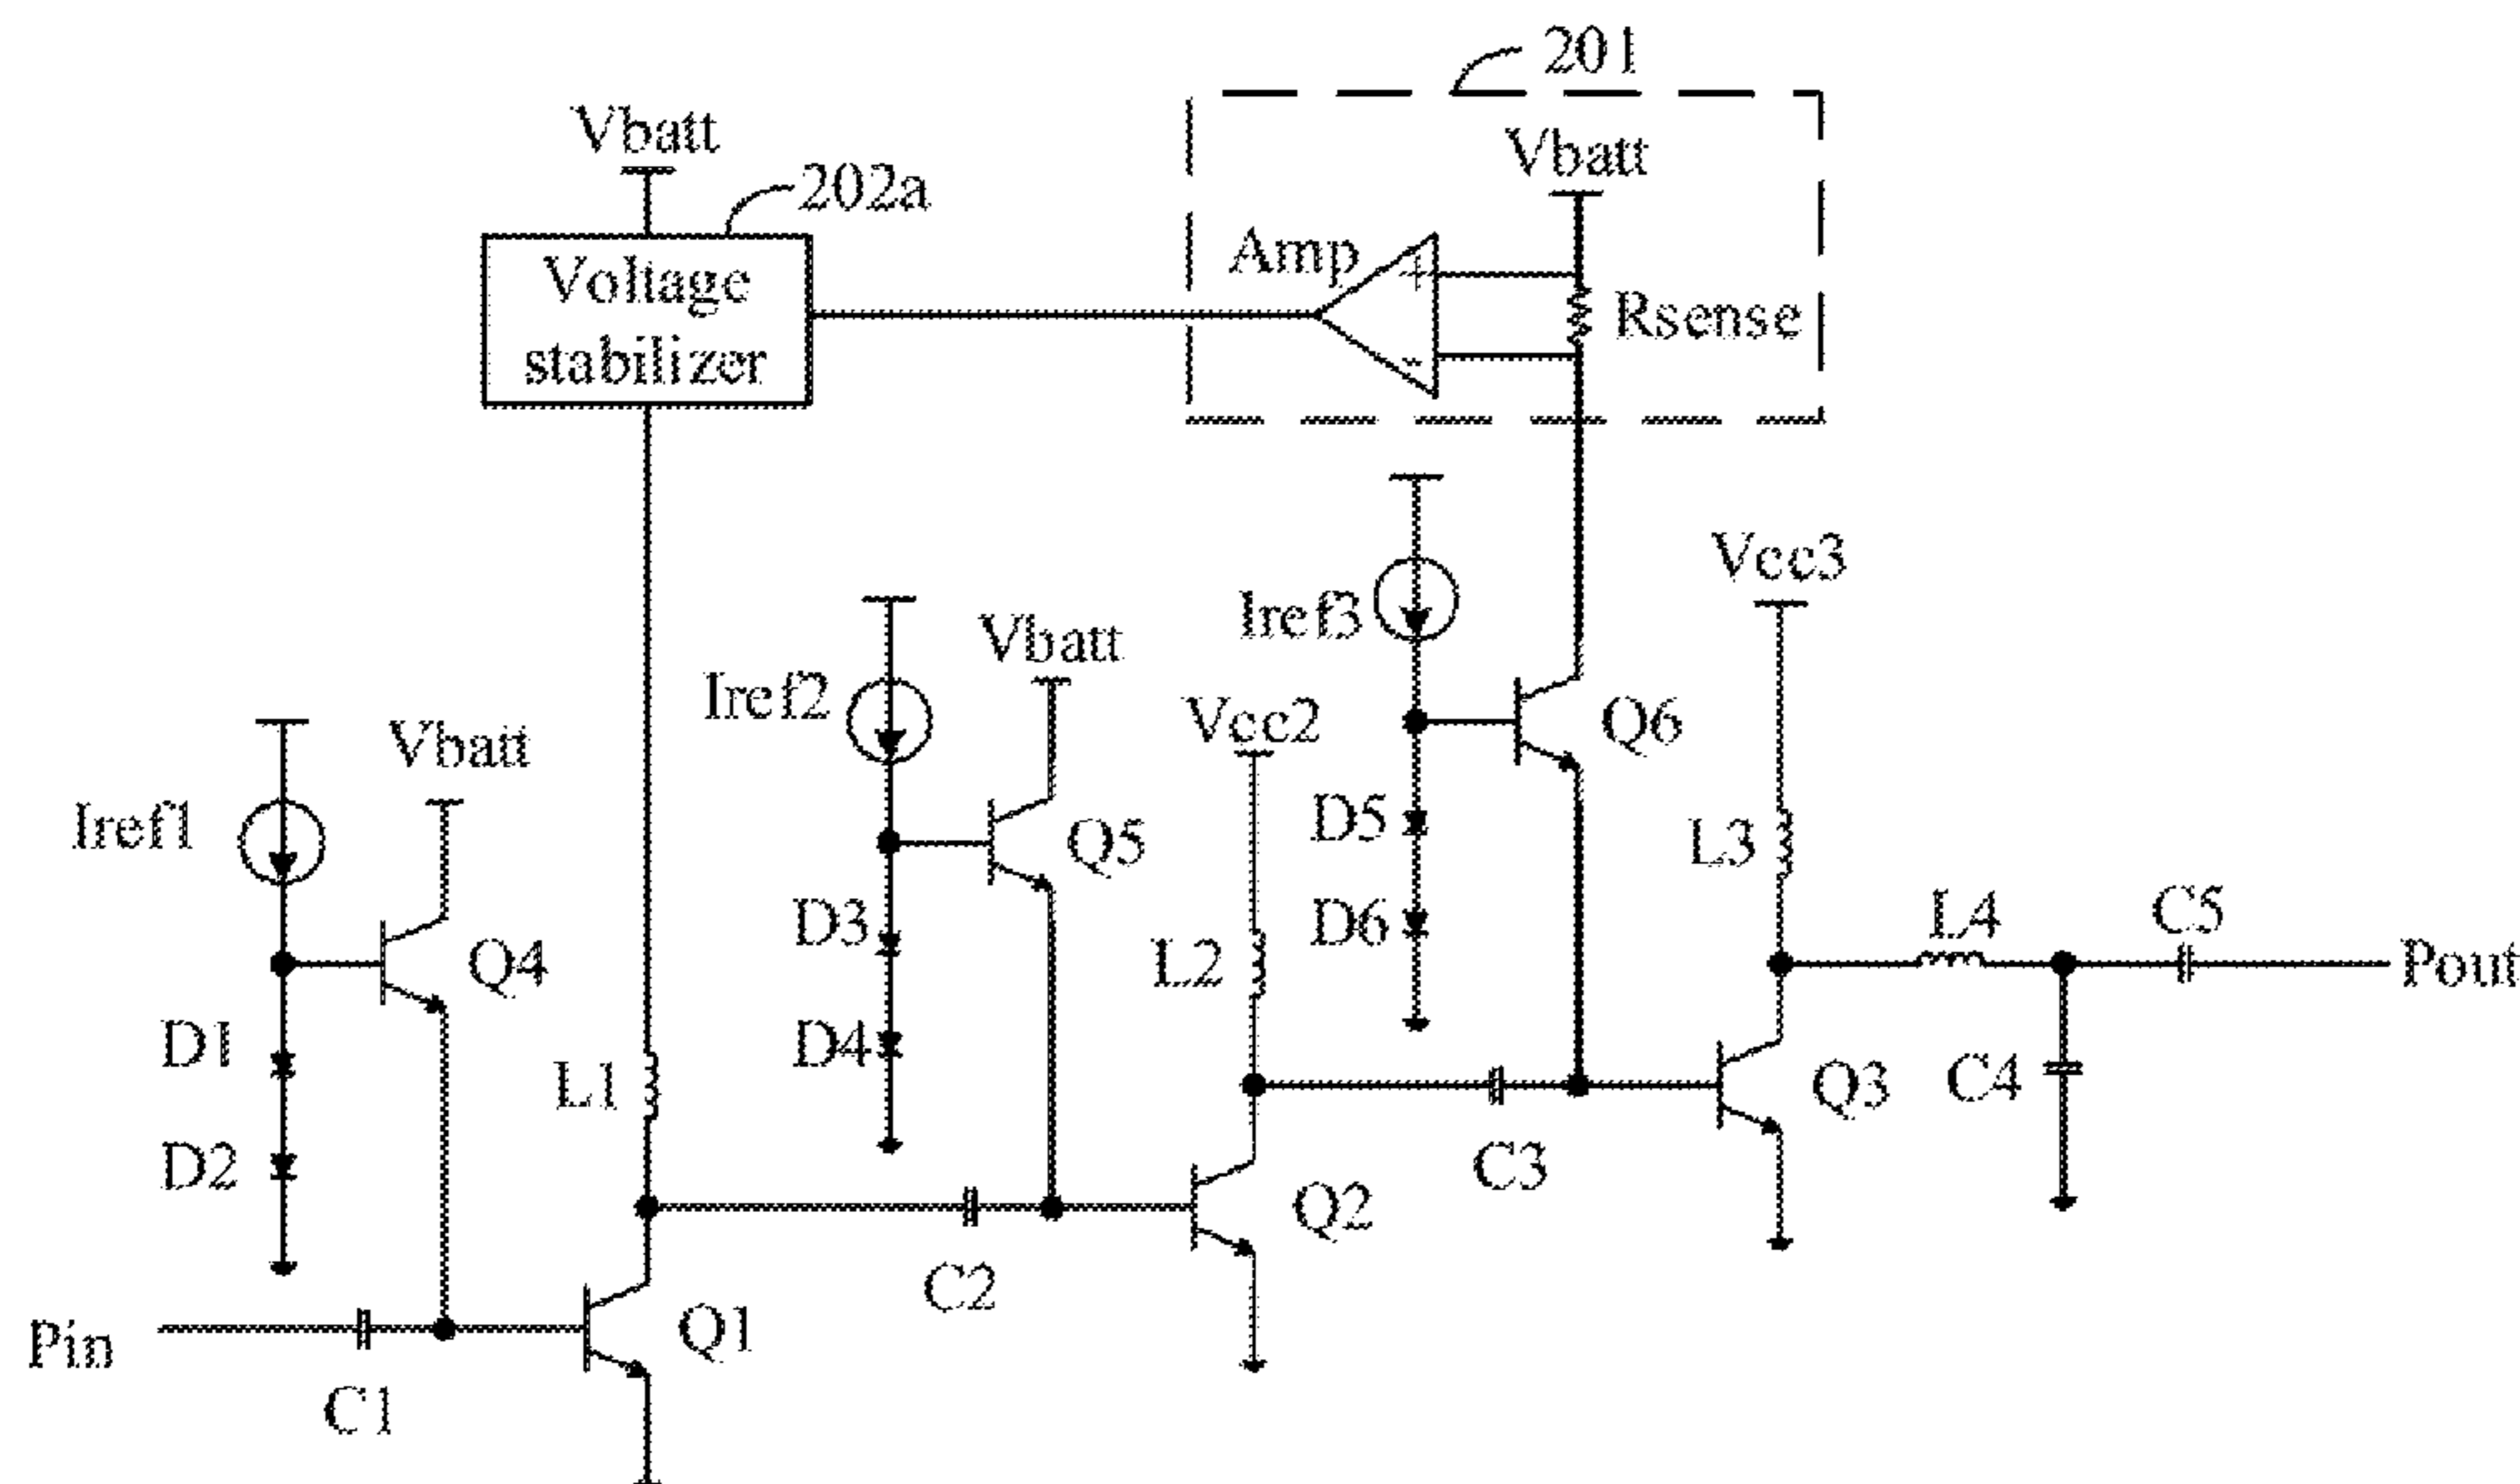 201
Vbatt
Vbatt
202a
Amp
Voltage
stabilizer
Rsense
Vcc3
Iref3
Vbatt
Iref2
Vcc2
Q6
Vbatt
Iref1
D5
Q5
L3
D3
D6
L4
C5
Q4
L2
Pout
D1
D4
L1
Q3
C4
D2
C3
Q2
C2
Pin
Q1
C1